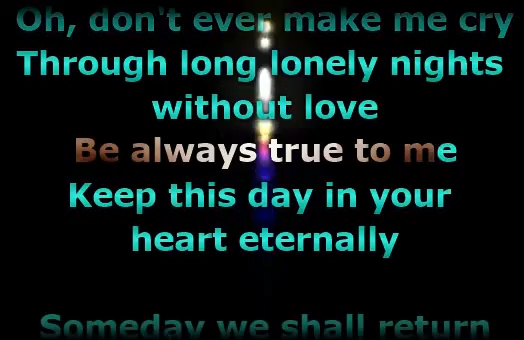 Oh, don't ever make me cry
Through long lonely nights
without love
Be always true to me
Keep this day in your
heart eternally
Someday we shall return